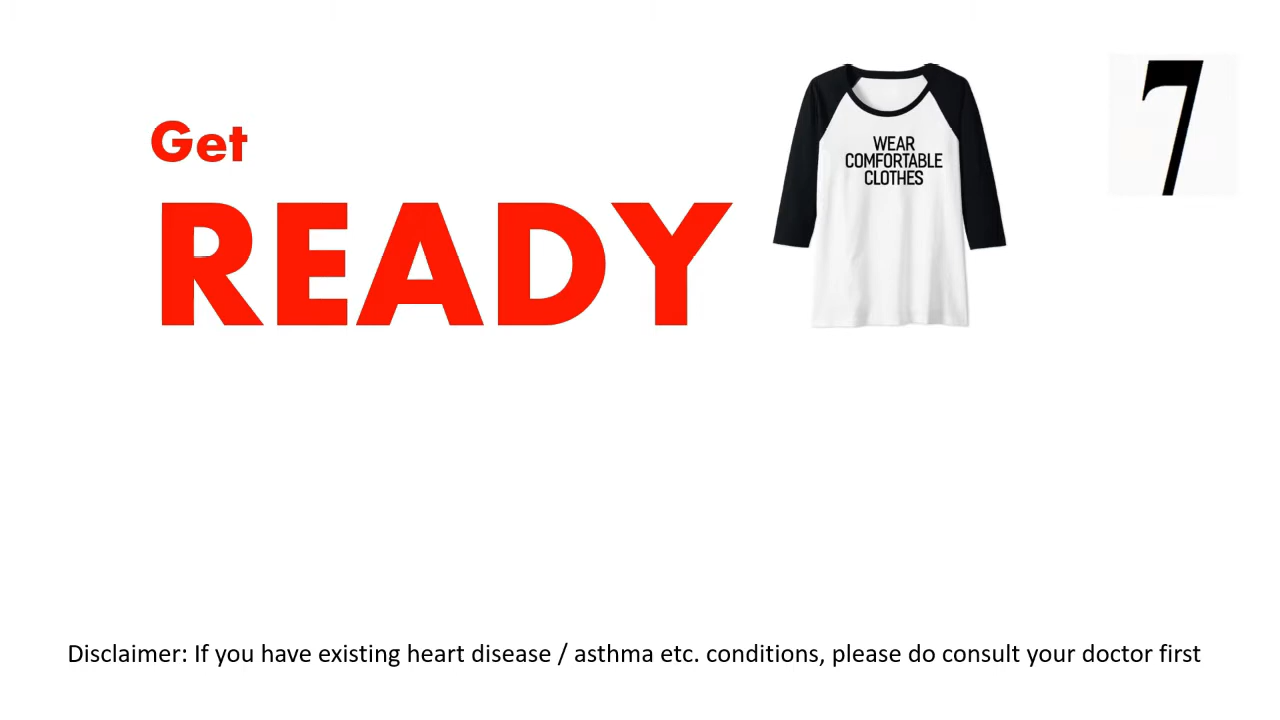 Get
READY
WEAR
COMFORTABLE
CLOTHES
7
Disclaimer: If you have existing heart disease / asthma etc. conditions, please do consult your doctor first